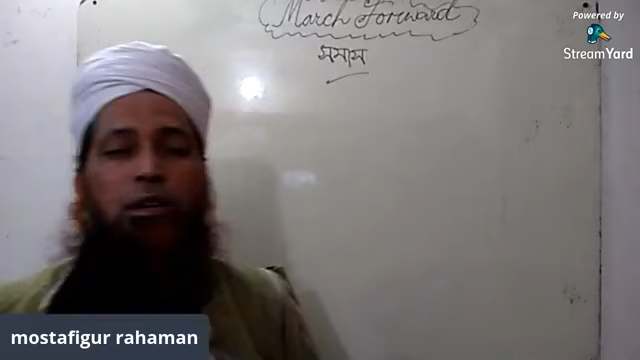 Powered by
StreamYard
March Forward
সমাস
mostafigur rahaman